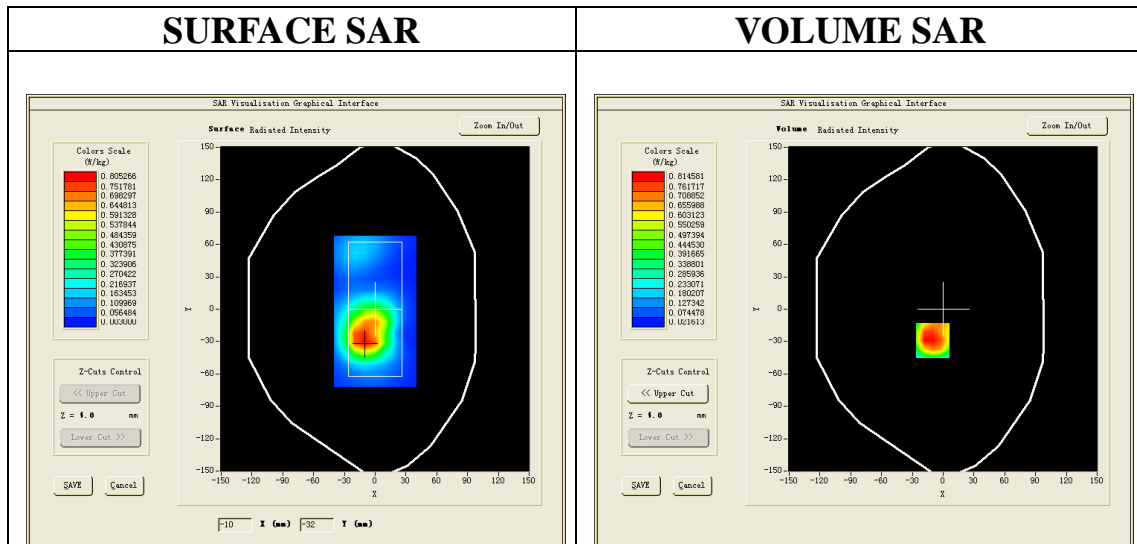 SURFACE SAR
VOLUME SAR
SAR Visualisation Graphical Interface
Surface Radiated Intensity
Zoom In/Out
Colors Scale
(W/kg)
0.805266
0.751781
0.698297
0.644813
0.591328
0.537844
0.484359
0.430875
0.377391
0.323906
0.270422
0.216937
0.163453
0.109969
0.056484
0.003000
150
120
90
60
30
0
-30
-60
-90
-120
-150
Y
-150 -120 -90 -60 -30 0 30 60 90 120 150
X
Z-Cuts Control
<< Upper Cut
Z = 4.0 mm
Lower Cut >>
SAVE Cancel
-10 X (mm) -32 Y (mm)
SAR Visualisation Graphical Interface
Volume Radiated Intensity
Zoom In/Out
Colors Scale
(W/kg)
0.814581
0.761717
0.708852
0.655988
0.603123
0.550259
0.497394
0.444530
0.391665
0.338801
0.285936
0.233071
0.180207
0.127342
0.074478
0.021613
150
120
90
60
30
0
-30
-60
-90
-120
-150
Y
-150 -120 -90 -60 -30 0 30 60 90 120 150
X
Z-Cuts Control
<< Upper Cut
Z = 4.0 mm
Lower Cut >>
SAVE Cancel